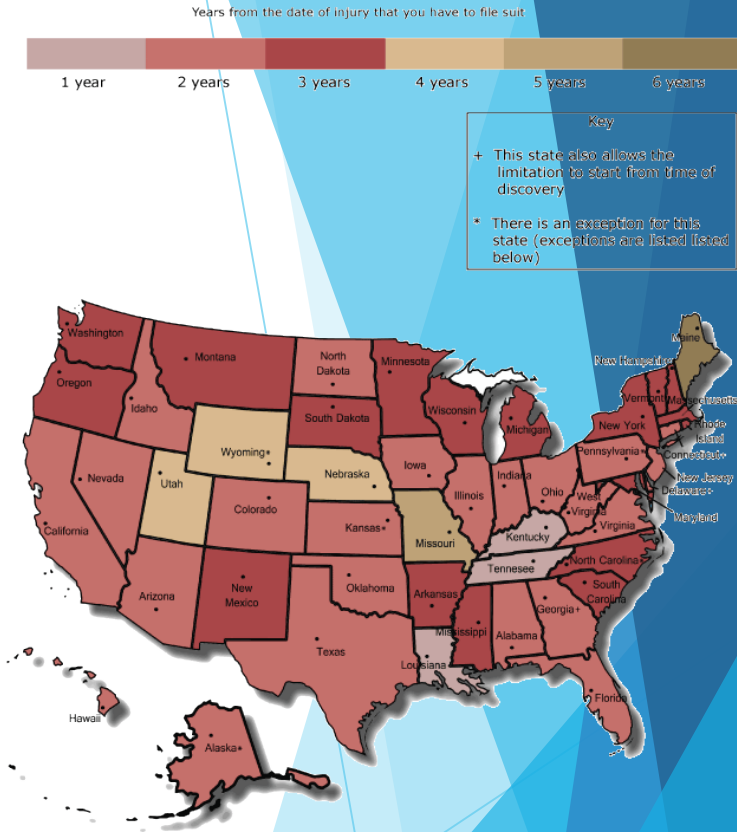 Years from the date of injury that you have to file suit
1 year
2 years
3 years
4 years
5 years
6 years
Key
+ This state also allows the
limitation to start from time of
discovery
* There is an exception for this
state (exceptions are listed listed
below)
Washington
Montana
North
Dakota
Minnesota
Maine
New Hampshire
Oregon
Idaho
South Dakota
Wisconsin
Michigan
Vermont
Massachusetts
New York
Rhode
Island
Wyoming*
Nebraska
Iowa
Pennsylvania
Connecticut+
Nevada
Utah
Colorado
Illinois
Indiana
Ohio
New Jersey
Delaware+
California
Kansas*
Missouri
West
Virginia
Virginia
Maryland
Kentucky
Arizona
New
Mexico
Oklahoma
Arkansas
Tennesee
North Carolina
South
Carolina
Texas
Louisiana
Mississippi
Alabama
Georgia+
Florida
Hawaii
Alaska*